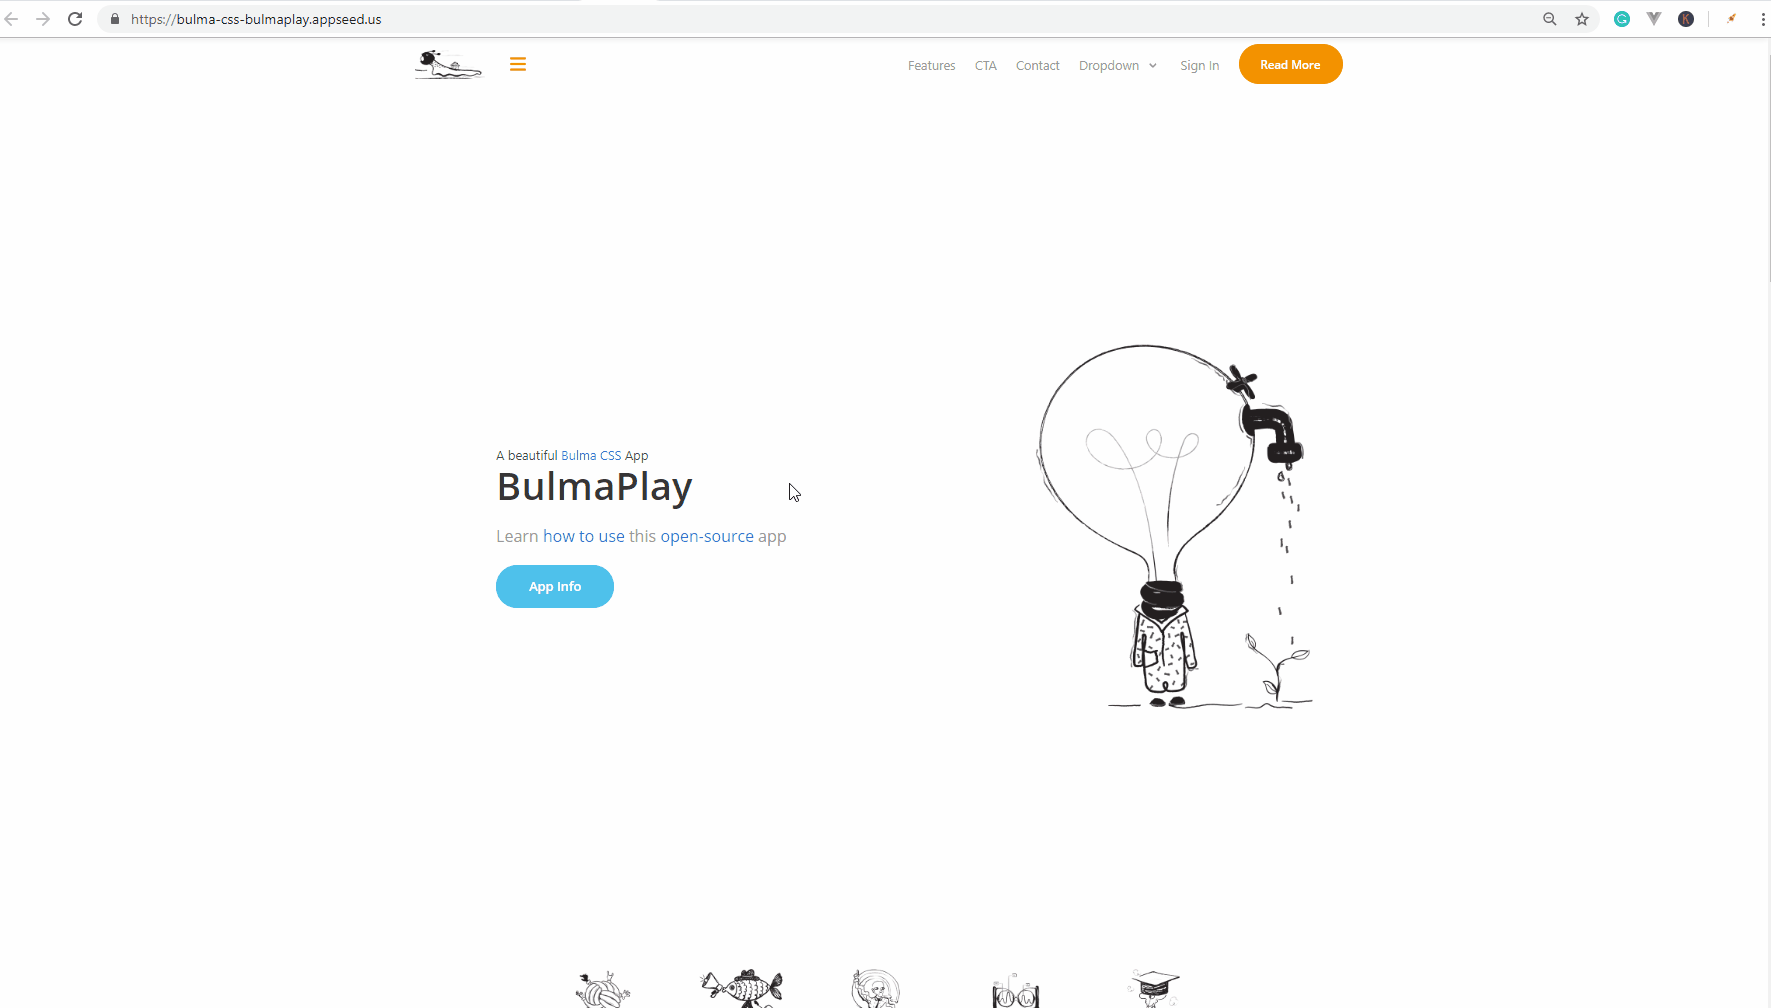 https://bulma-css-bulmaplay.appseed.us
K
Features CTA Contact Dropdown Sign In Read More
A beautiful Bulma CSS App
BulmaPlay
Learn how to use this open-source app
App Info